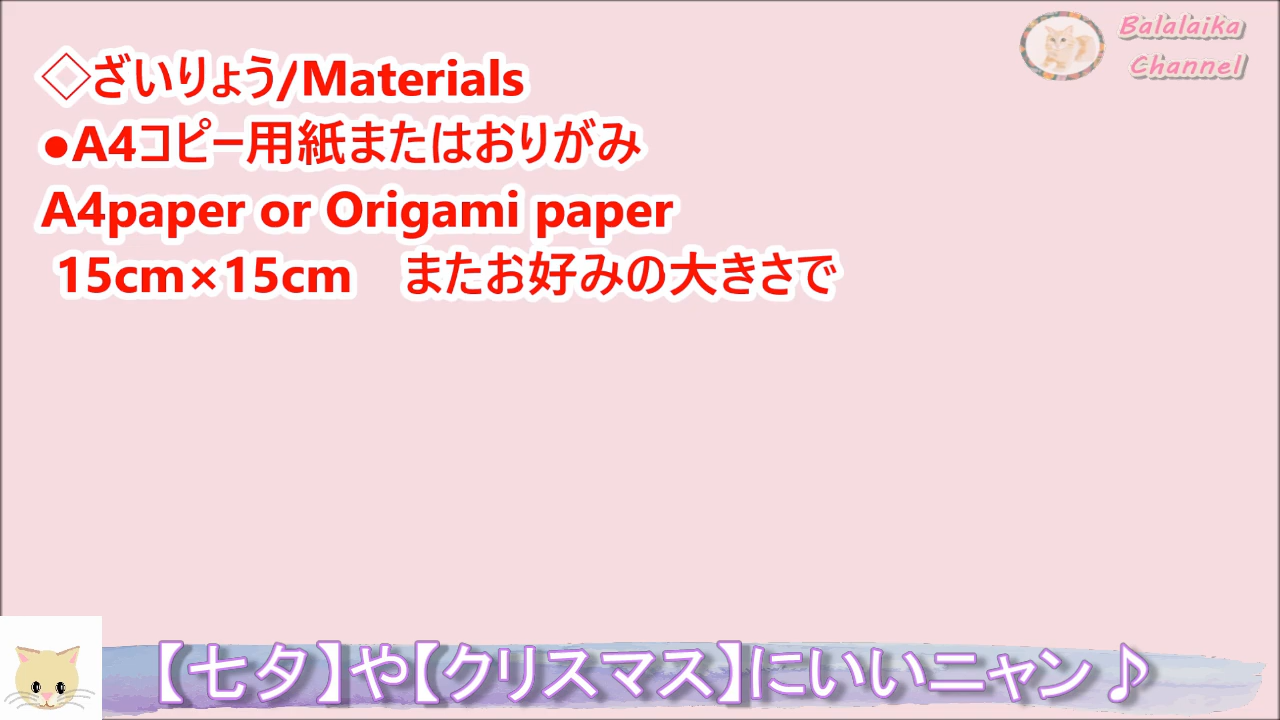 Balalaika
Channel
◇ざいりょう/Materials
●A4コピー用紙またはおりがみ
A4paper or Origami paper
15cm×15cm またお好みの大きさで
【七夕】や【クリスマス】にいいニャン♪